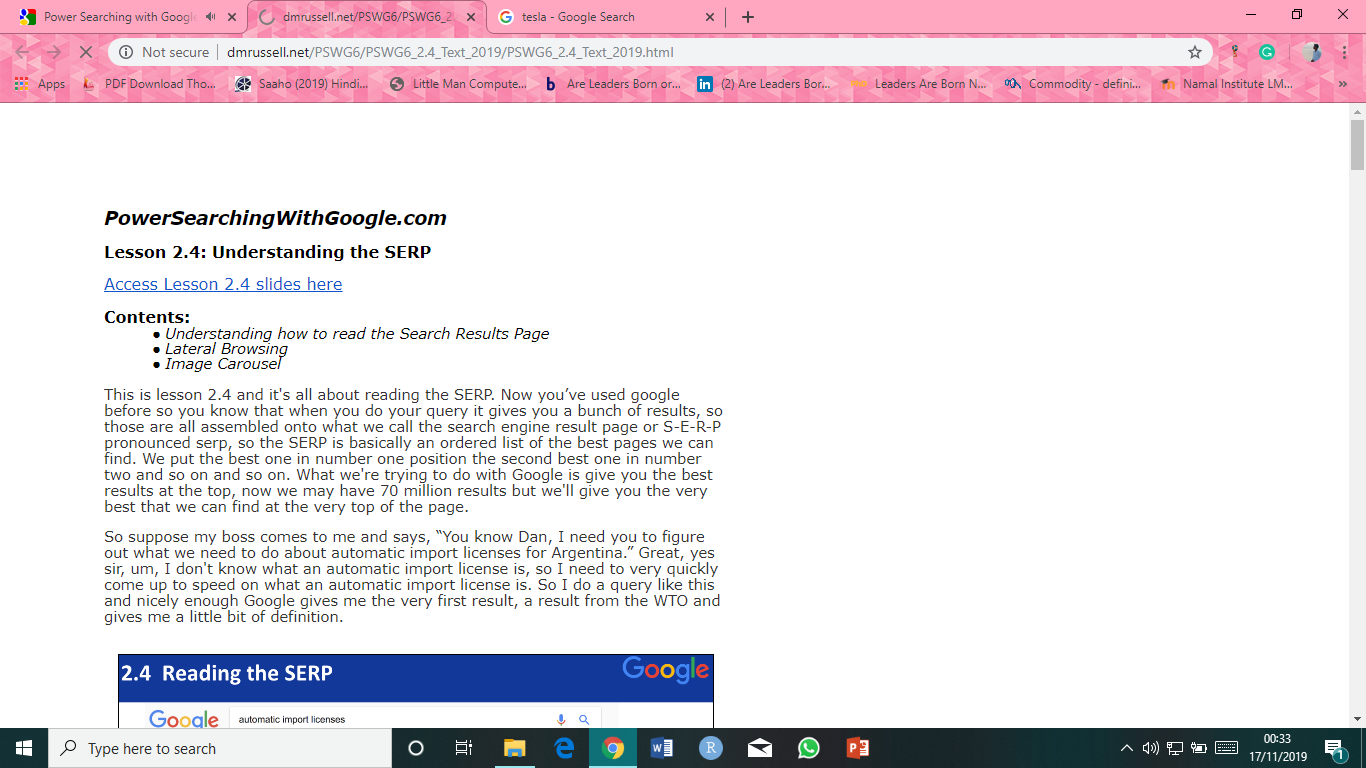 Power Searching with Google
dmrussell.net/PSWG6/PSWG6_2
tesla - Google Search
Not secure
dmrussell.net/PSWG6/PSWG6_2.4_Text_2019/PSWG6_2.4_Text_2019.html
Apps
PDF Download Tho...
Saaho (2019) Hindi...
Little Man Compute...
Are Leaders Born or...
(2) Are Leaders Bor...
Leaders Are Born N...
Commodity - defini...
Namal Institute LM...
PowerSearchingWithGoogle.com
Lesson 2.4: Understanding the SERP
Access Lesson 2.4 slides here
Contents:
● Understanding how to read the Search Results Page
● Lateral Browsing
● Image Carousel
This is lesson 2.4 and it's all about reading the SERP. Now you’ve used google
before so you know that when you do your query it gives you a bunch of results, so
those are all assembled onto what we call the search engine result page or S-E-R-P
pronounced serp, so the SERP is basically an ordered list of the best pages we can
find. We put the best one in number one position the second best one in number
two and so on and so on. What we're trying to do with Google is give you the best
results at the top, now we may have 70 million results but we'll give you the very
best that we can find at the very top of the page.
So suppose my boss comes to me and says, “You know Dan, I need you to figure
out what we need to do about automatic import licenses for Argentina.” Great, yes
sir, um, I don't know what an automatic import license is, so I need to very quickly
come up to speed on what an automatic import license is. So I do a query like this
and nicely enough Google gives me the very first result, a result from the WTO and
gives me a little bit of definition.
2.4 Reading the SERP
Google
Google
automatic import licenses
Type here to search
00:33
17/11/2019
1